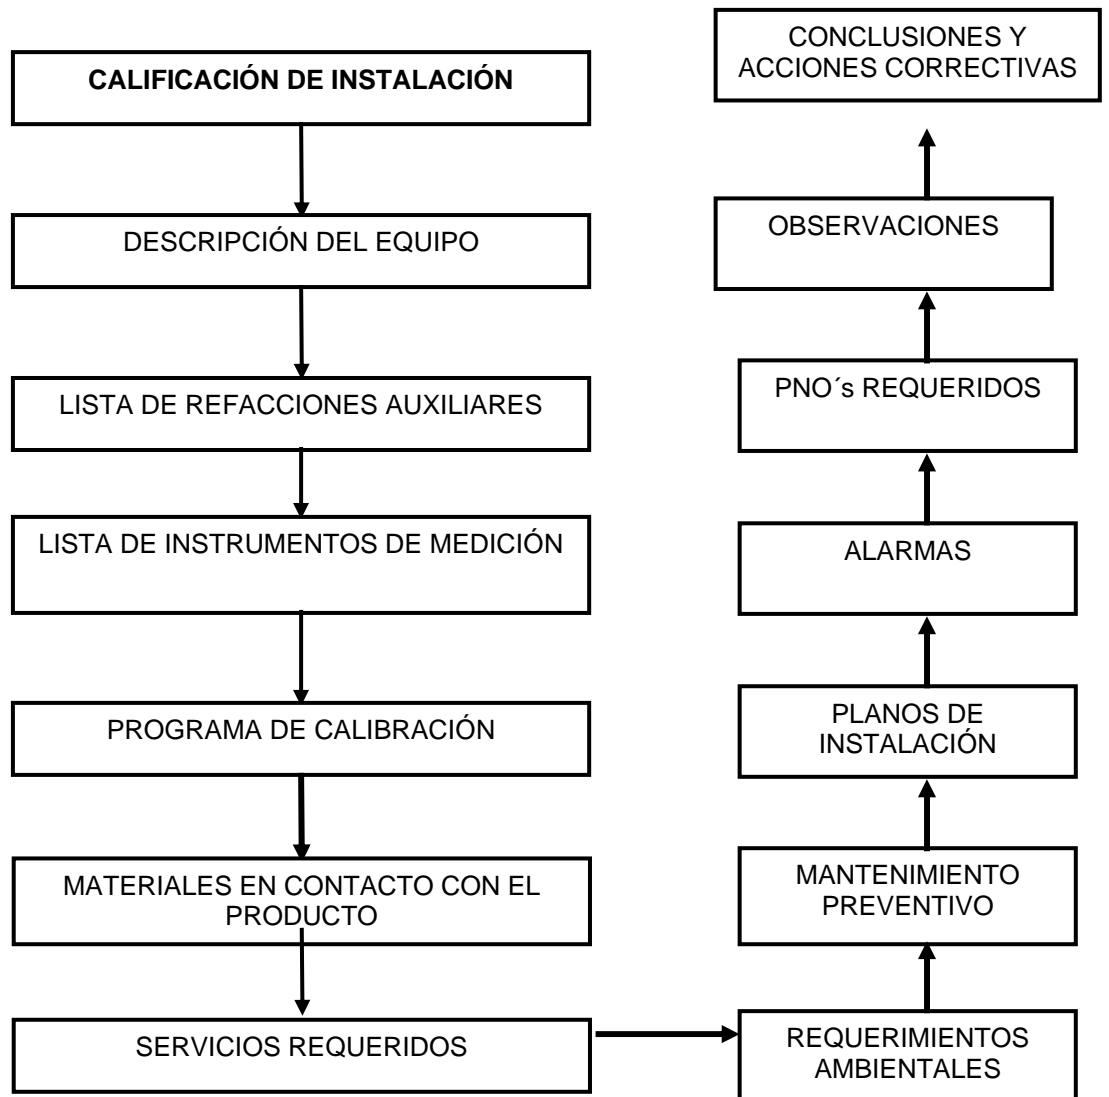 CALIFICACIÓN DE INSTALACIÓN
DESCRIPCIÓN DEL EQUIPO
LISTA DE REFACCIONES AUXILIARES
LISTA DE INSTRUMENTOS DE MEDICIÓN
PROGRAMA DE CALIBRACIÓN
MATERIALES EN CONTACTO CON EL
PRODUCTO
SERVICIOS REQUERIDOS
REQUERIMIENTOS
AMBIENTALES
MANTENIMIENTO
PREVENTIVO
PLANOS DE
INSTALACIÓN
ALARMAS
PNO´s REQUERIDOS
OBSERVACIONES
CONCLUSIONES Y
ACCIONES CORRECTIVAS